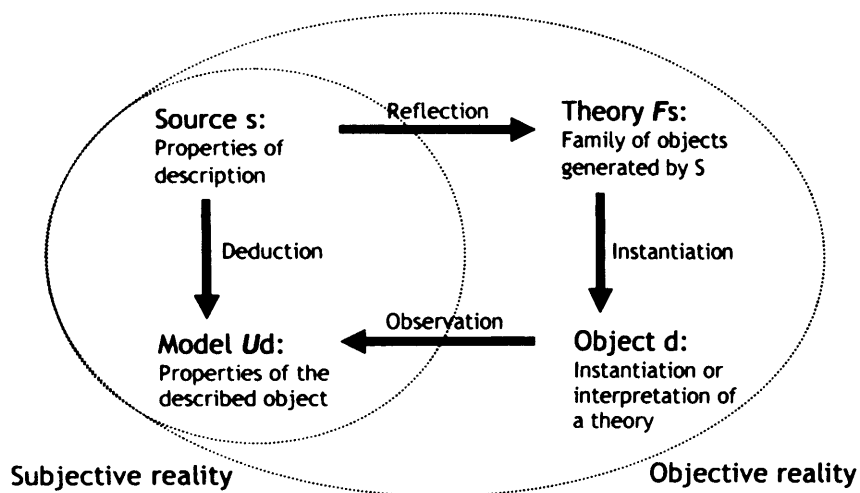 Source s:
Properties of
description
Reflection
Theory Fs:
Family of objects
generated by S
Deduction
Instantiation
Model Ud:
Properties of the
described object
Observation
Object d:
Instantiation or
interpretation of
a theory
Subjective reality
Objective reality